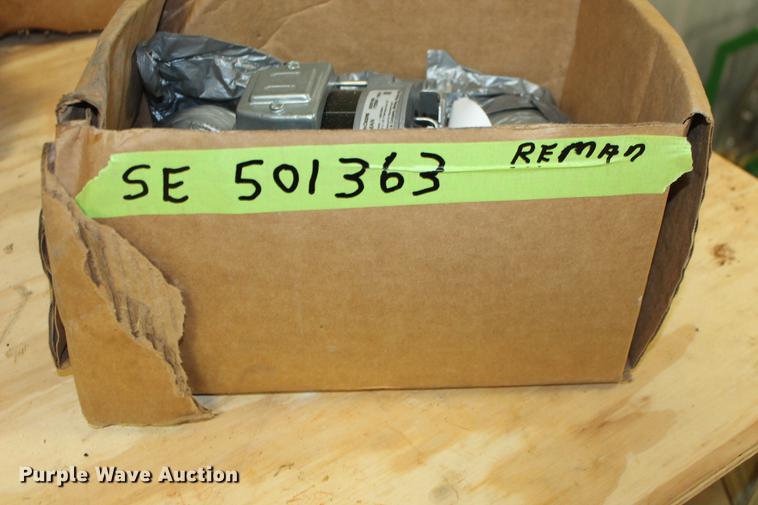 SE 501363 REMAN
Purple Wave Auction